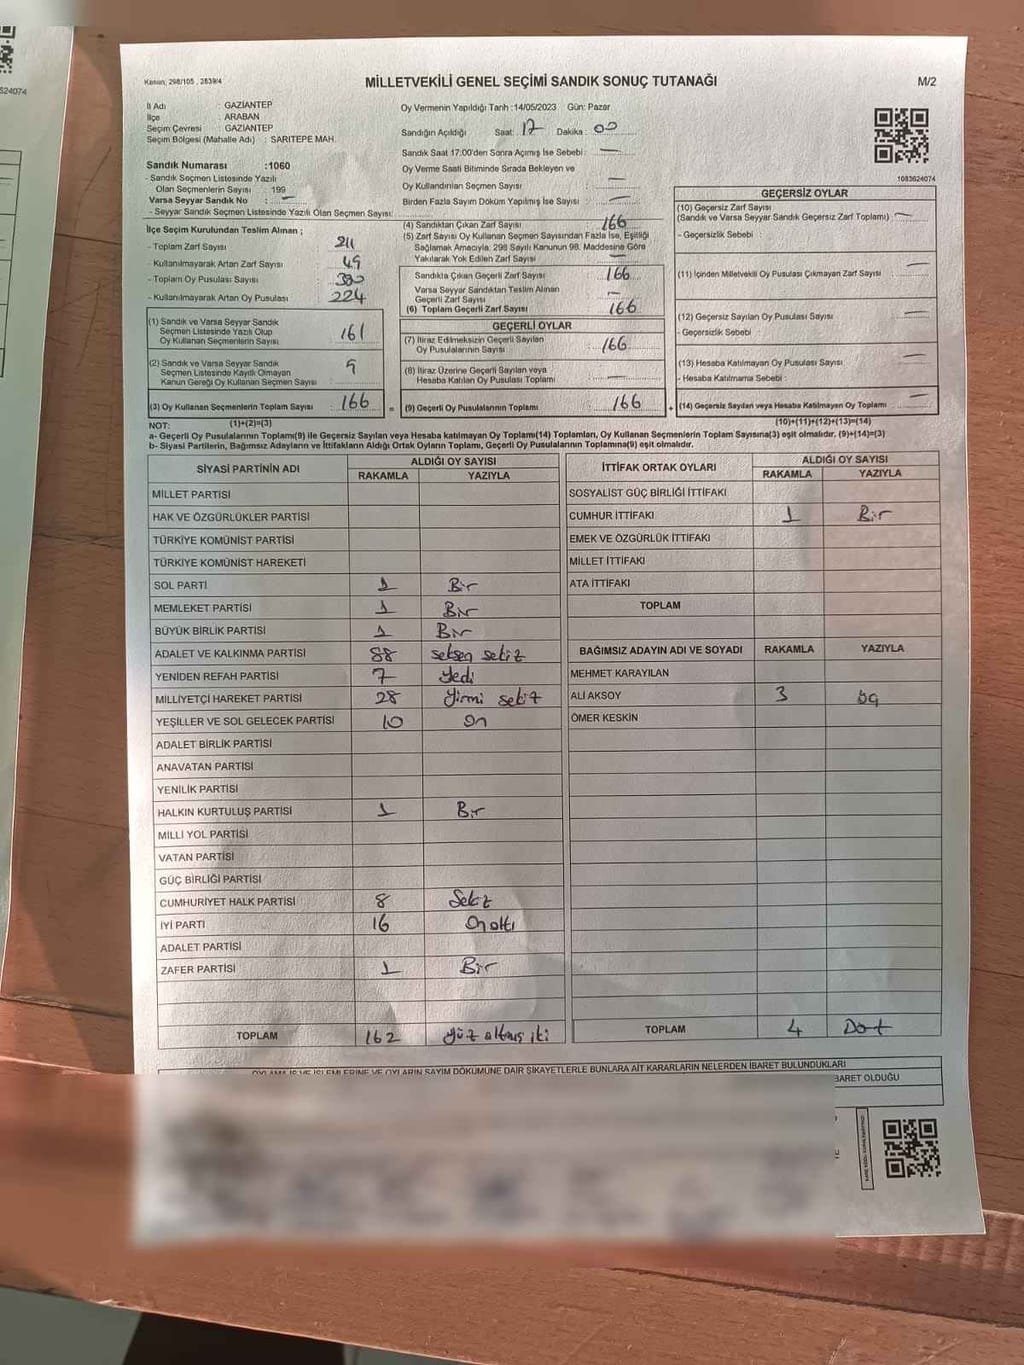 524074
Kanun, 298/105 , 2839/4
MİLLETVEKİLİ GENEL SEÇİMİ SANDIK SONUÇ TUTANAĞI
M/2
İl Adı : GAZİANTEP
İlçe ARABAN
Seçim Çevresi : GAZİANTEP
Seçim Bölgesi (Mahalle Adı) : SARITEPE MAH.
Sandık Numarası :1060
- Sandık Seçmen Listesinde Yazılı
Olan Seçmenlerin Sayısı : 199
Varsa Seyyar Sandık No : —
- Seyyar Sandık Seçmen Listesinde Yazılı Olan Seçmen Sayısı:
Oy Vermenin Yapıldığı Tarih :14/05/2023 Gün: Pazar
Sandığın Açıldığı Saat: 17 Dakika : 00
Sandık Saat 17:00'den Sonra Açımış İse Sebebi : —
Oy Verme Saati Bitiminde Sırada Bekleyen ve
Oy Kullandırılan Seçmen Sayısı : —
Birden Fazla Sayım Döküm Yapılmış İse Sayısı : —
1083624074
İlçe Seçim Kurulundan Teslim Alınan ;
- Toplam Zarf Sayısı : 211
- Kullanılmayarak Artan Zarf Sayısı : 49
- Toplam Oy Pusulası Sayısı : 380
- Kullanılmayarak Artan Oy Pusulası : 224
(1) Sandık ve Varsa Seyyar Sandık
Seçmen Listesinde Yazılı Olup
Oy Kullanan Seçmenlerin Sayısı 161
(2) Sandık ve Varsa Seyyar Sandık
Seçmen Listesinde Kaydı Olmayan
Kanun Gereği Oy Kullanan Seçmen Sayısı
(3) Oy Kullanan Seçmenlerin Toplam Sayısı 166
(4) Sandıktan Çıkan Zarf Sayısı : 166
(5) Zarf Sayısı Oy Kullanan Seçmen Sayısından Fazla İse, Eşitliği
Sağlamak Amacıyla, 298 Sayılı Kanunun 98. Maddesine Göre
Yakılarak Yok Edilen Zarf Sayısı : —
Sandıkta Çıkan Geçerli Zarf Sayısı : 166
Varsa Seyyar Sandıktan Teslim Alınan
Geçerli Zarf Sayısı : —
(6) Toplam Geçerli Zarf Sayısı : 166
GEÇERLİ OYLAR
(7) İtiraz Edilmeksizin Geçerli Sayılan
Oy Pusulalarının Sayısı : 166
(8) İtiraz Üzerine Geçerli Sayılan veya
Hesaba Katılan Oy Pusulası Toplamı : —
= (9) Geçerli Oy Pusulalarının Toplamı : 166
GEÇERSİZ OYLAR
(10) Geçersiz Zarf Sayısı
(Sandık ve Varsa Seyyar Sandık Geçersiz Zarf Toplamı) : —
- Geçersizlik Sebebi :
(11) İçinden Milletvekili Oy Pusulası Çıkmayan Zarf Sayısı : —
(12) Geçersiz Sayılan Oy Pusulası Sayısı : —
- Geçersizlik Sebebi :
(13) Hesaba Katılmayan Oy Pusulası Sayısı : —
- Hesaba Katılmama Sebebi :
+ (14) Geçersiz Sayılan veya Hesaba Katılmayan Oy Toplamı : —
NOT: (1)+(2)=(3)
(10)+(11)+(12)+(13)=(14)
a- Geçerli Oy Pusulalarının Toplamı(9) ile Geçersiz Sayılan veya Hesaba katılmayan Oy Toplamı(14) Toplamları, Oy Kullanan Seçmenlerin Toplam Sayısına(3) eşit olmalıdır. (9)+(14)=(3)
b- Siyasi Partilerin, Bağımsız Adayların ve İttifakların Aldığı Ortak Oyların Toplamı, Geçerli Oy Pusulalarının Toplamına(9) eşit olmalıdır.
SİYASİ PARTİNİN ADI ALDIĞI OY SAYISI
RAKAMLA YAZIYLA
MİLLET PARTİSİ
HAK VE ÖZGÜRLÜKLER PARTİSİ
TÜRKİYE KOMÜNİST PARTİSİ
TÜRKİYE KOMÜNİST HAREKETİ
SOL PARTİ 1 Bir
MEMLEKET PARTİSİ 1 Bir
BÜYÜK BİRLİK PARTİSİ 1 Bir
ADALET VE KALKINMA PARTİSİ 88 seksen sekiz
YENİDEN REFAH PARTİSİ 7 yedi
MİLLİYETÇİ HAREKET PARTİSİ 28 yirmi sekiz
YEŞİLLER VE SOL GELECEK PARTİSİ 10 on
ADALET BİRLİK PARTİSİ
ANAVATAN PARTİSİ
YENİLİK PARTİSİ
HALKIN KURTULUŞ PARTİSİ 1 Bir
MİLLİ YOL PARTİSİ
VATAN PARTİSİ
GÜÇ BİRLİĞİ PARTİSİ
CUMHURİYET HALK PARTİSİ 8 Sekiz
İYİ PARTİ 16 On altı
ADALET PARTİSİ
ZAFER PARTİSİ 1 Bir
TOPLAM 162 yüz altmış iki
İTTİFAK ORTAK OYLARI ALDIĞI OY SAYISI
RAKAMLA YAZIYLA
SOSYALİST GÜÇ BİRLİĞİ İTTİFAKI
CUMHUR İTTİFAKI 1 Bir
EMEK VE ÖZGÜRLÜK İTTİFAKI
MİLLET İTTİFAKI
ATA İTTİFAKI
TOPLAM
BAĞIMSIZ ADAYIN ADI VE SOYADI RAKAMLA YAZIYLA
MEHMET KARAYILAN
ALİ AKSOY 3 üç
ÖMER KESKİN
TOPLAM 4 Dört
OYLAMA İŞ VE İŞLEMLERİNE VE OYLARIN SAYIM DÖKÜMÜNE DAİR ŞİKAYETLERLE BUNLARA AİT KARARLARIN NELERDEN İBARET BULUNDUKLARI
BARET OLDUĞU